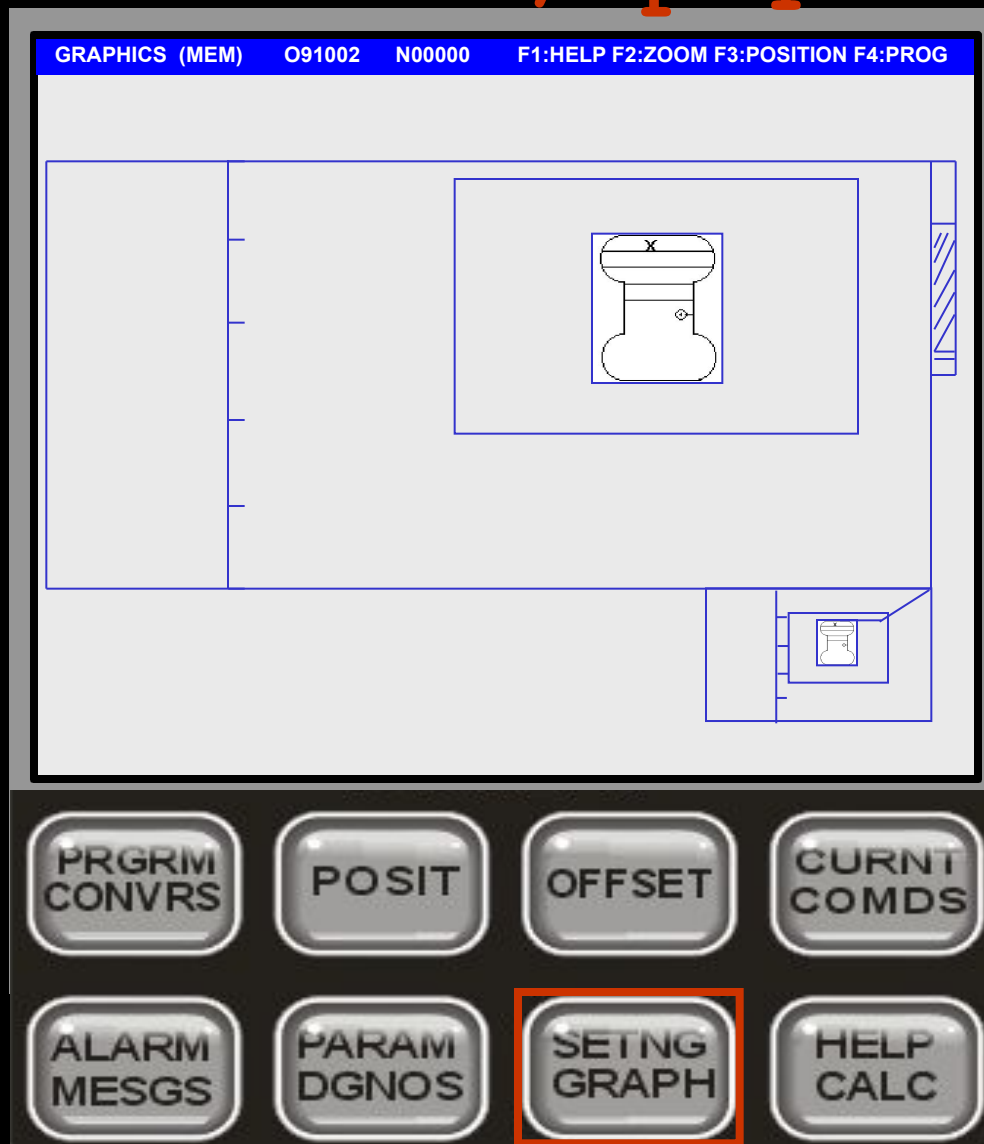 GRAPHICS (MEM) O91002 N00000 F1:HELP F2:ZOOM F3:POSITION F4:PROG
X
x
PRGRM CONVRS
POSIT
OFFSET
CURNT COMDS
ALARM MESGS
PARAM DGNOS
SETNG GRAPH
HELP CALC